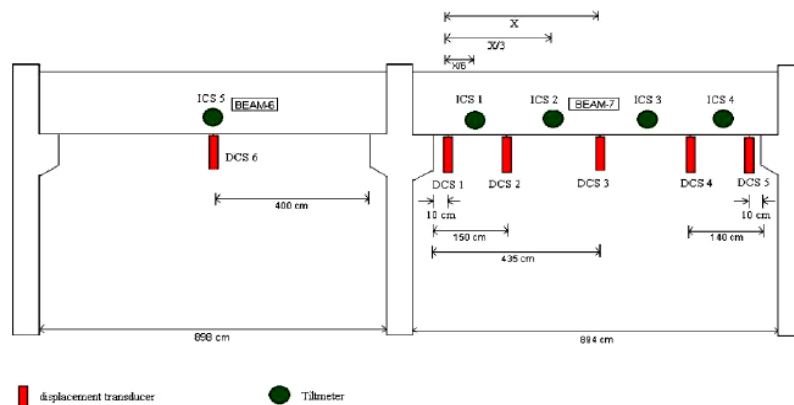 X
X/3
X/6
ICS 5
BEAM-6
ICS 1
ICS 2
BEAM-7
ICS 3
ICS 4
DCS 6
DCS 1
DCS 2
DCS 3
DCS 4
DCS 5
400 cm
10 cm
10 cm
150 cm
140 cm
435 cm
898 cm
894 cm
displacement transducer
Tiltmeter